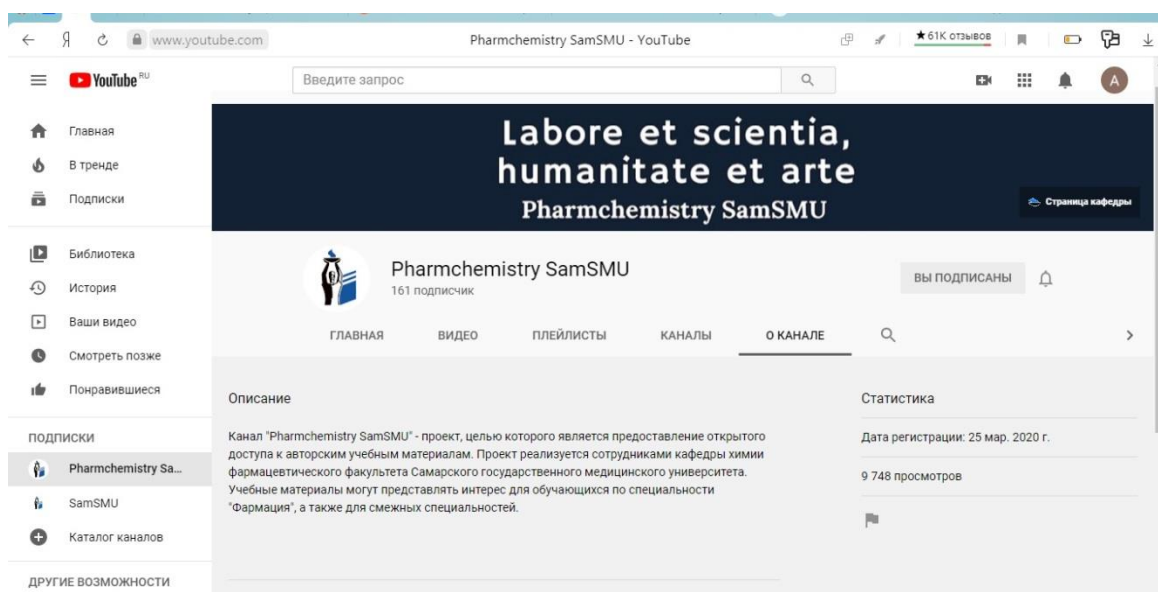 www.youtube.com
Pharmchemistry SamSMU - YouTube
★61K отзывов
YouTube RU
Введите запрос
A
Главная
В тренде
Подписки
Библиотека
История
Ваши видео
Смотреть позже
Понравившиеся
ПОДПИСКИ
Pharmchemistry Sa...
SamSMU
Каталог каналов
ДРУГИЕ ВОЗМОЖНОСТИ
Labore et scientia,
humanitate et arte
Pharmchemistry SamSMU
Страница кафедры
Pharmchemistry SamSMU
161 подписчик
ВЫ ПОДПИСАНЫ
ГЛАВНАЯ ВИДЕО ПЛЕЙЛИСТЫ КАНАЛЫ О КАНАЛЕ
Описание
Канал "Pharmchemistry SamSMU" - проект, целью которого является предоставление открытого
доступа к авторским учебным материалам. Проект реализуется сотрудниками кафедры химии
фармацевтического факультета Самарского государственного медицинского университета.
Учебные материалы могут представлять интерес для обучающихся по специальности
"Фармация", а также для смежных специальностей.
Статистика
Дата регистрации: 25 мар. 2020 г.
9 748 просмотров